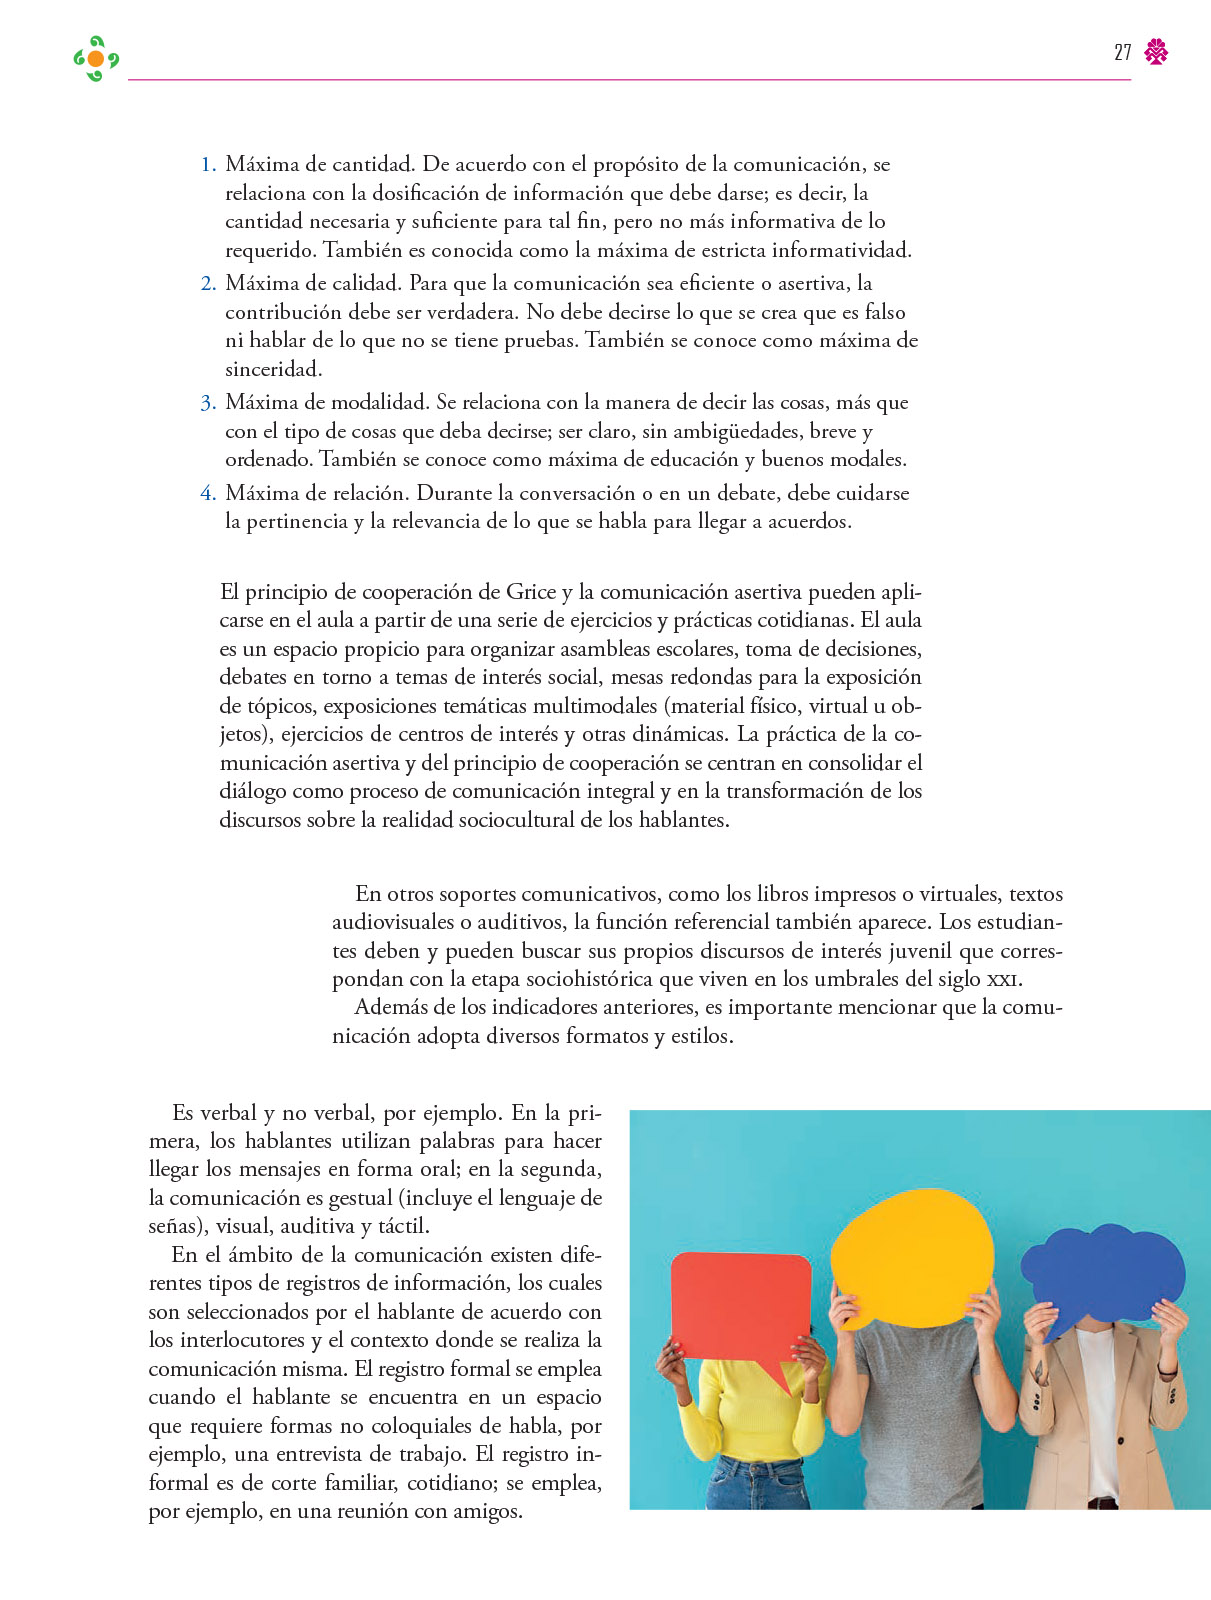 27
1. Máxima de cantidad. De acuerdo con el propósito de la comunicación, se
relaciona con la dosificación de información que debe darse; es decir, la
cantidad necesaria y suficiente para tal fin, pero no más informativa de lo
requerido. También es conocida como la máxima de estricta informatividad.
2. Máxima de calidad. Para que la comunicación sea eficiente o asertiva, la
contribución debe ser verdadera. No debe decirse lo que se crea que es falso
ni hablar de lo que no se tiene pruebas. También se conoce como máxima de
sinceridad.
3. Máxima de modalidad. Se relaciona con la manera de decir las cosas, más que
con el tipo de cosas que deba decirse; ser claro, sin ambigüedades, breve y
ordenado. También se conoce como máxima de educación y buenos modales.
4. Máxima de relación. Durante la conversación o en un debate, debe cuidarse
la pertinencia y la relevancia de lo que se habla para llegar a acuerdos.
El principio de cooperación de Grice y la comunicación asertiva pueden apli-
carse en el aula a partir de una serie de ejercicios y prácticas cotidianas. El aula
es un espacio propicio para organizar asambleas escolares, toma de decisiones,
debates en torno a temas de interés social, mesas redondas para la exposición
de tópicos, exposiciones temáticas multimodales (material físico, virtual u ob-
jetos), ejercicios de centros de interés y otras dinámicas. La práctica de la co-
municación asertiva y del principio de cooperación se centran en consolidar el
diálogo como proceso de comunicación integral y en la transformación de los
discursos sobre la realidad sociocultural de los hablantes.
En otros soportes comunicativos, como los libros impresos o virtuales, textos
audiovisuales o auditivos, la función referencial también aparece. Los estudian-
tes deben y pueden buscar sus propios discursos de interés juvenil que corres-
pondan con la etapa sociohistórica que viven en los umbrales del siglo XXI.
Además de los indicadores anteriores, es importante mencionar que la comu-
nicación adopta diversos formatos y estilos.
Es verbal y no verbal, por ejemplo. En la pri-
mera, los hablantes utilizan palabras para hacer
llegar los mensajes en forma oral; en la segunda,
la comunicación es gestual (incluye el lenguaje de
señas), visual, auditiva y táctil.
En el ámbito de la comunicación existen dife-
rentes tipos de registros de información, los cuales
son seleccionados por el hablante de acuerdo con
los interlocutores y el contexto donde se realiza la
comunicación misma. El registro formal se emplea
cuando el hablante se encuentra en un espacio
que requiere formas no coloquiales de habla, por
ejemplo, una entrevista de trabajo. El registro in-
formal es de corte familiar, cotidiano; se emplea,
por ejemplo, en una reunión con amigos.